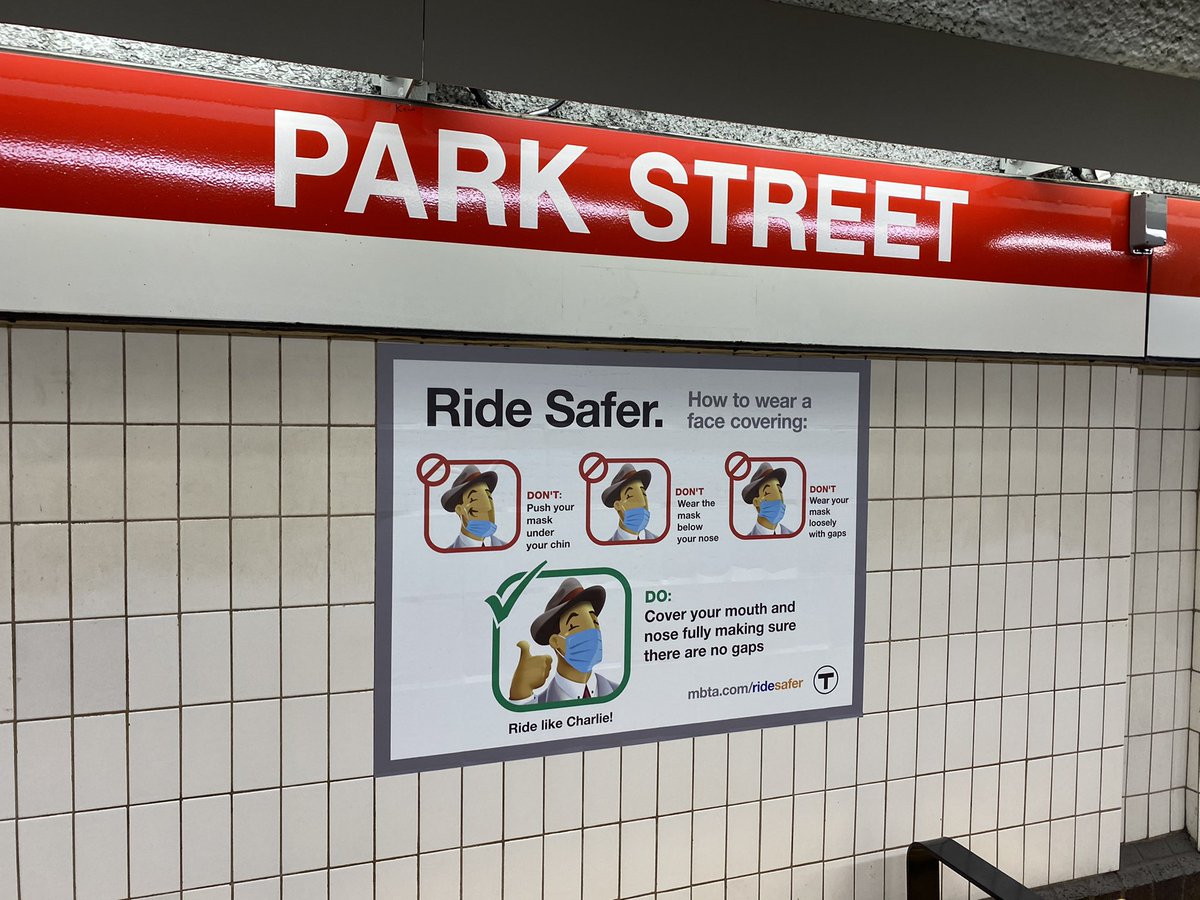 PARK STREET
Ride Safer.
How to wear a
face covering:
DON'T:
Push your
mask
under
your chin
DON'T
Wear the
mask
below
your nose
DON'T
Wear your
mask
loosely
with gaps
DO:
Cover your mouth and
nose fully making sure
there are no gaps
mbta.com/ridesafer
T
Ride like Charlie!